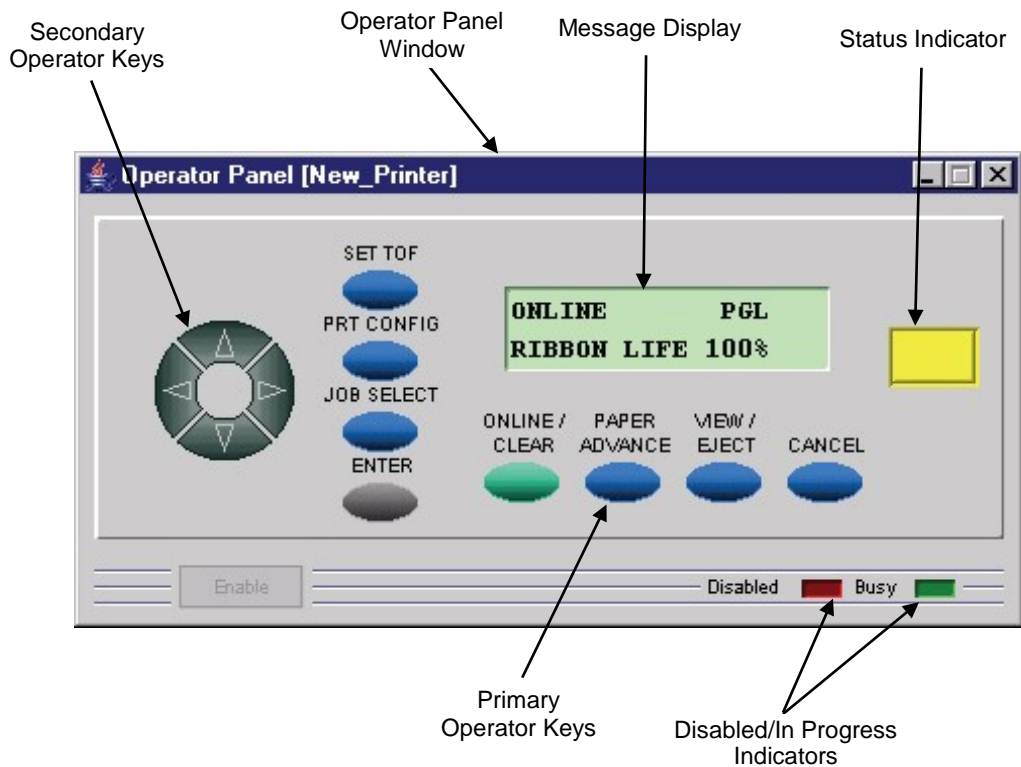 Secondary
Operator Keys
Operator Panel
Window
Message Display
Status Indicator
Operator Panel [New_Printer]
SET TOF
PRT CONFIG
JOB SELECT
ENTER
ONLINE PGL
RIBBON LIFE 100%
ONLINE /
CLEAR
PAPER
ADVANCE
VIEW /
EJECT
CANCEL
Enable
Disabled
Busy
Primary
Operator Keys
Disabled/In Progress
Indicators